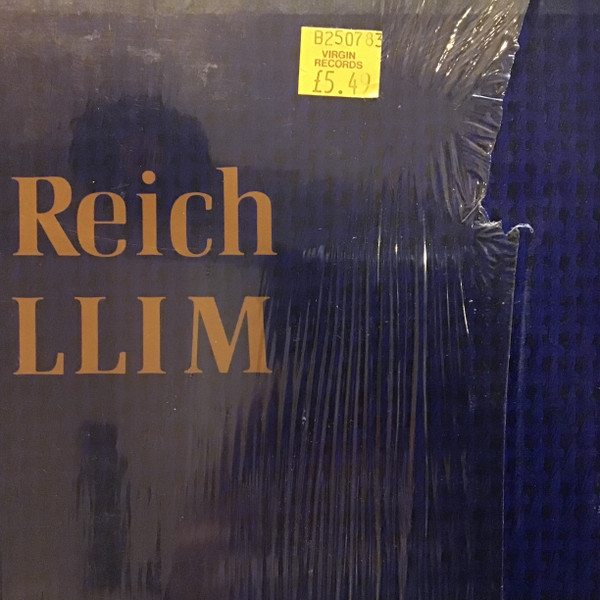 B250783
VIRGIN
RECORDS
£5.49
Reich
LLIM